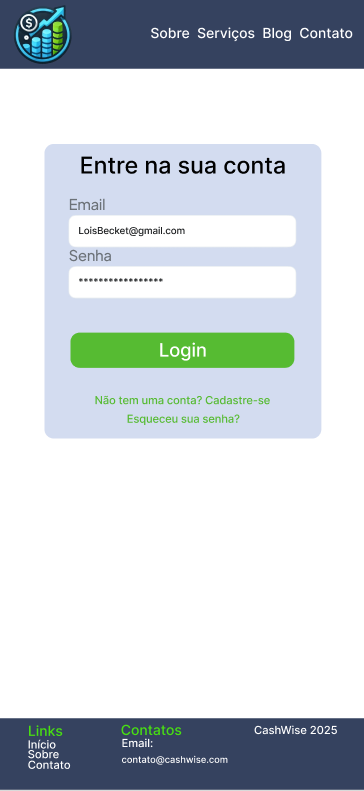 $
Sobre Serviços Blog Contato
Entre na sua conta
Email
LoisBecket@gmail.com
Senha
*****************
Login
Não tem uma conta? Cadastre-se
Esqueceu sua senha?
Links
Início
Sobre
Contato
Contatos
Email:
contato@cashwise.com
CashWise 2025